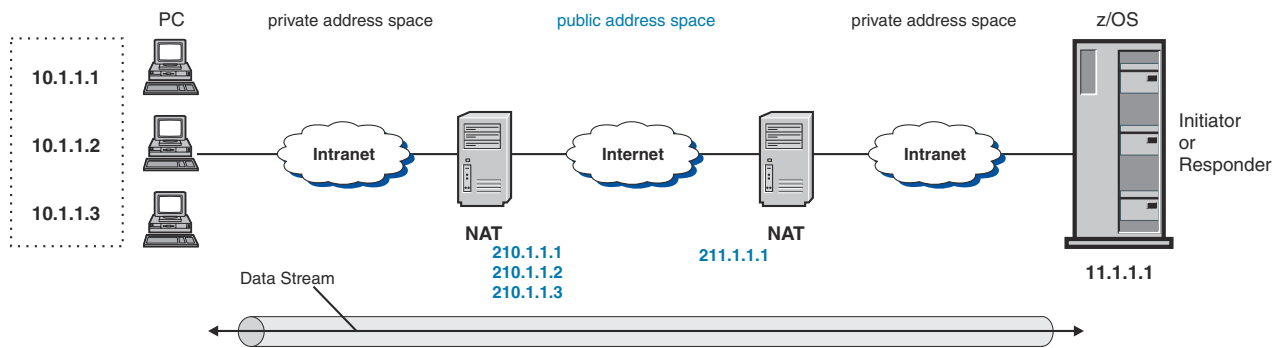 PC
private address space
public address space
private address space
z/OS
10.1.1.1
10.1.1.2
10.1.1.3
Intranet
Internet
Intranet
Initiator
or
Responder
NAT
210.1.1.1
210.1.1.2
210.1.1.3
NAT
211.1.1.1
11.1.1.1
Data Stream